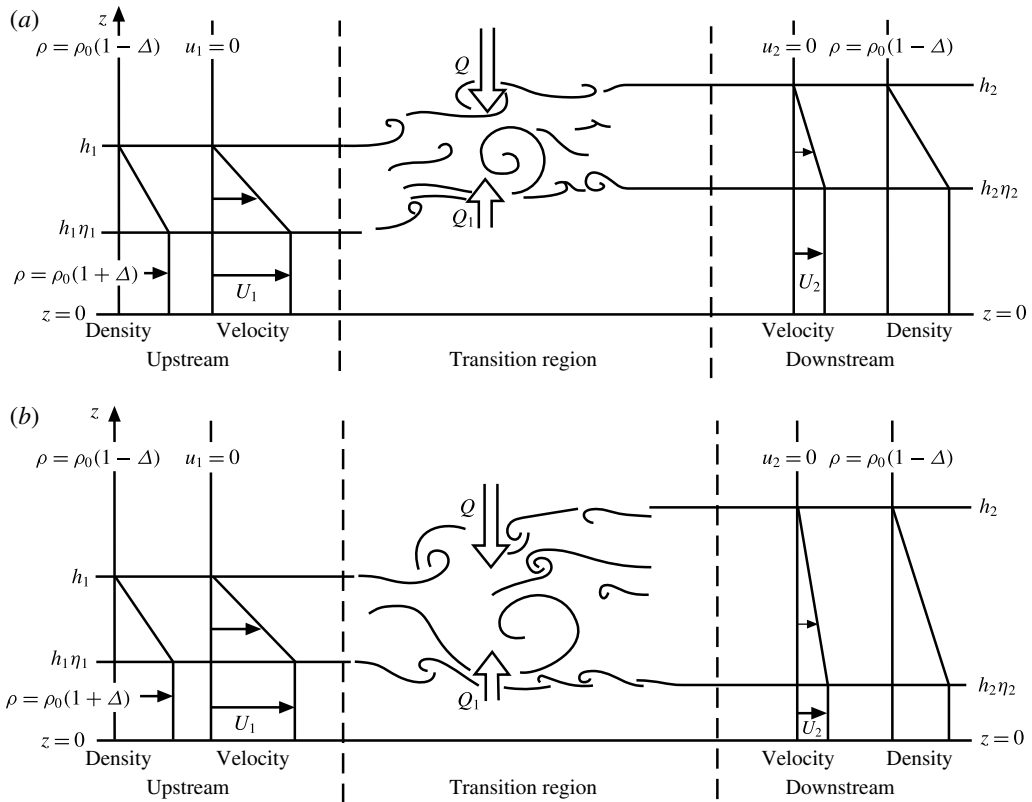 (a)
z
ρ = ρ₀(1 − Δ) u₁ = 0 Q u₂ = 0 ρ = ρ₀(1 − Δ)
h₂
h₁
h₂η₂
Q₁
h₁η₁
ρ = ρ₀(1 + Δ)
U₁ U₂
z = 0 z = 0
Density Velocity Velocity Density
Upstream Transition region Downstream
(b)
z
ρ = ρ₀(1 − Δ) u₁ = 0 u₂ = 0 ρ = ρ₀(1 − Δ)
Q h₂
h₁
h₁η₁
ρ = ρ₀(1 + Δ) Q₁ h₂η₂
U₁ U₂
z = 0 z = 0
Density Velocity Velocity Density
Upstream Transition region Downstream